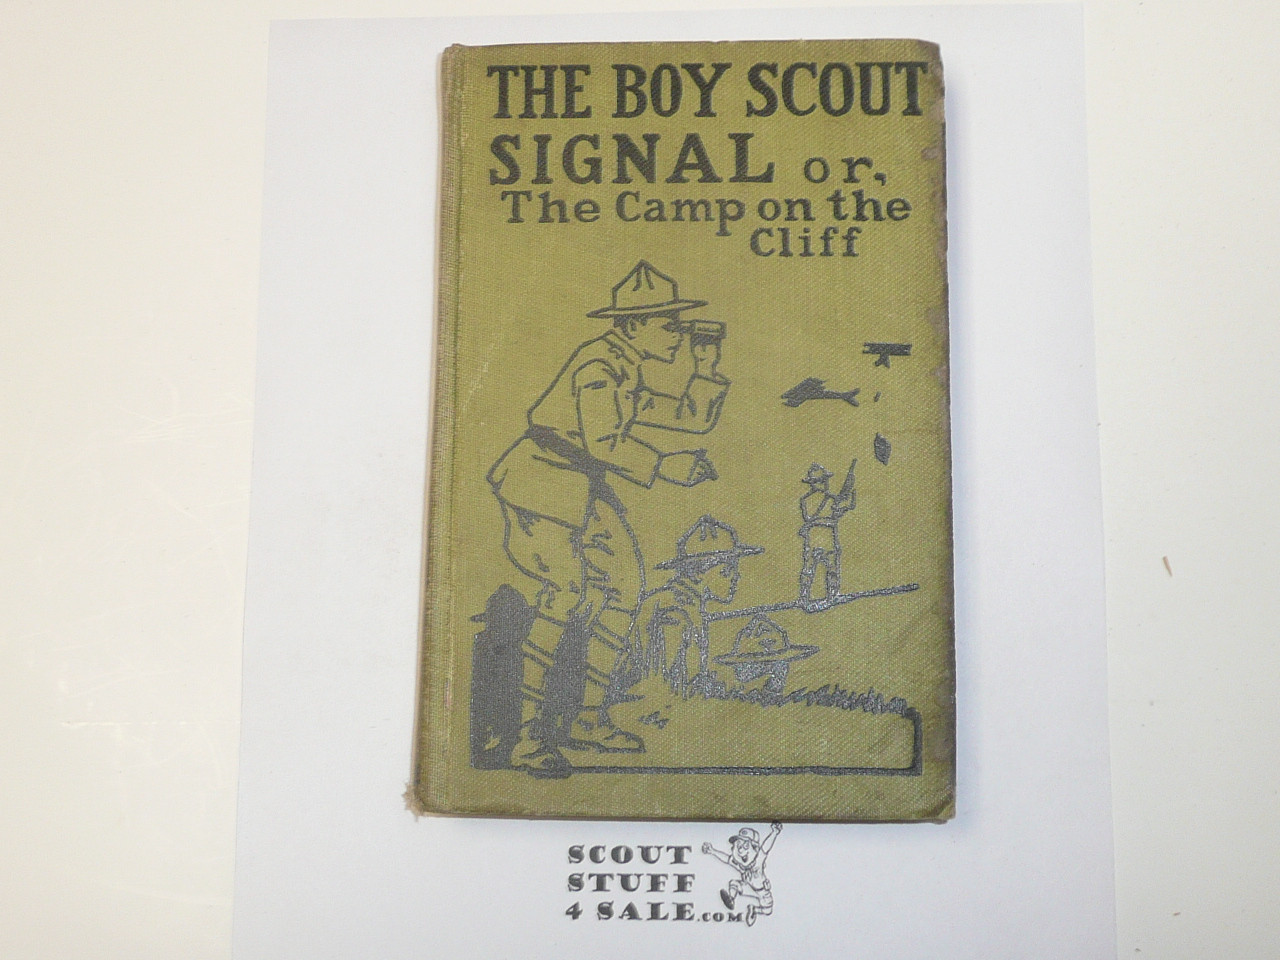 THE BOY SCOUT
SIGNAL or,
The Camp on the
Cliff
SCOUT
STUFF
4 SALE.COM